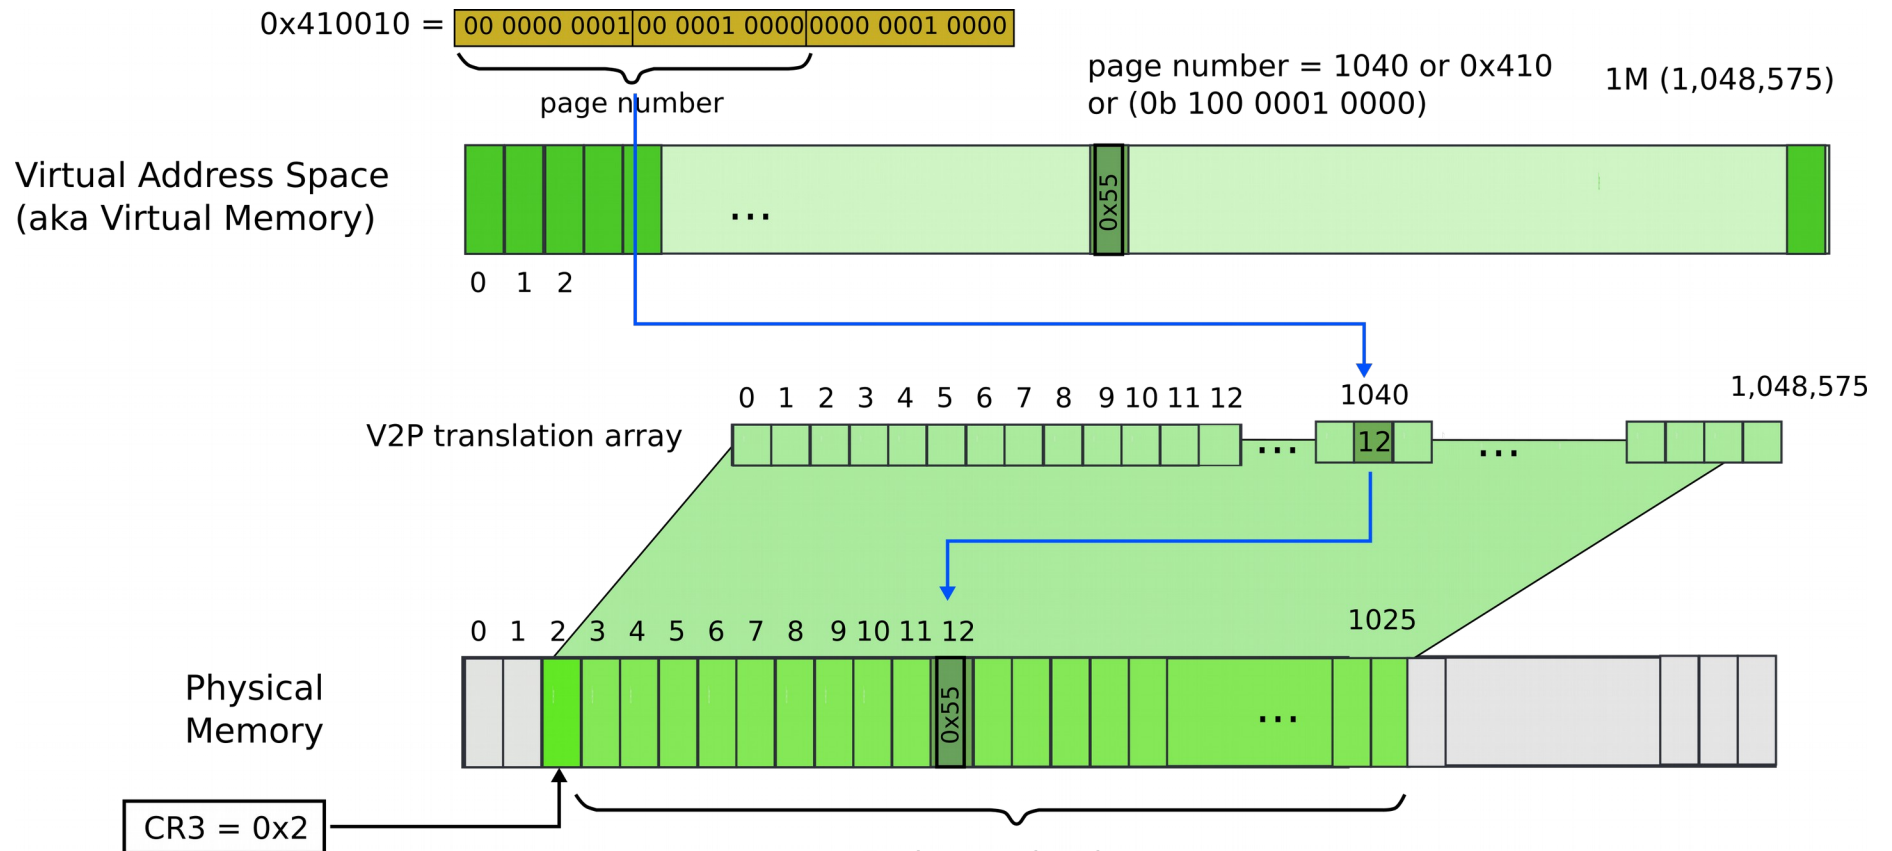 0x410010 = 00 0000 0001 00 0001 0000 0000 0001 0000
page number
page number = 1040 or 0x410
or (0b 100 0001 0000)
1M (1,048,575)
Virtual Address Space
(aka Virtual Memory)
...
0x55
0 1 2
V2P translation array
0 1 2 3 4 5 6 7 8 9 10 11 12
1040
1,048,575
...
12
...
0 1 2 3 4 5 6 7 8 9 10 11 12
1025
Physical
Memory
0x55
...
CR3 = 0x2